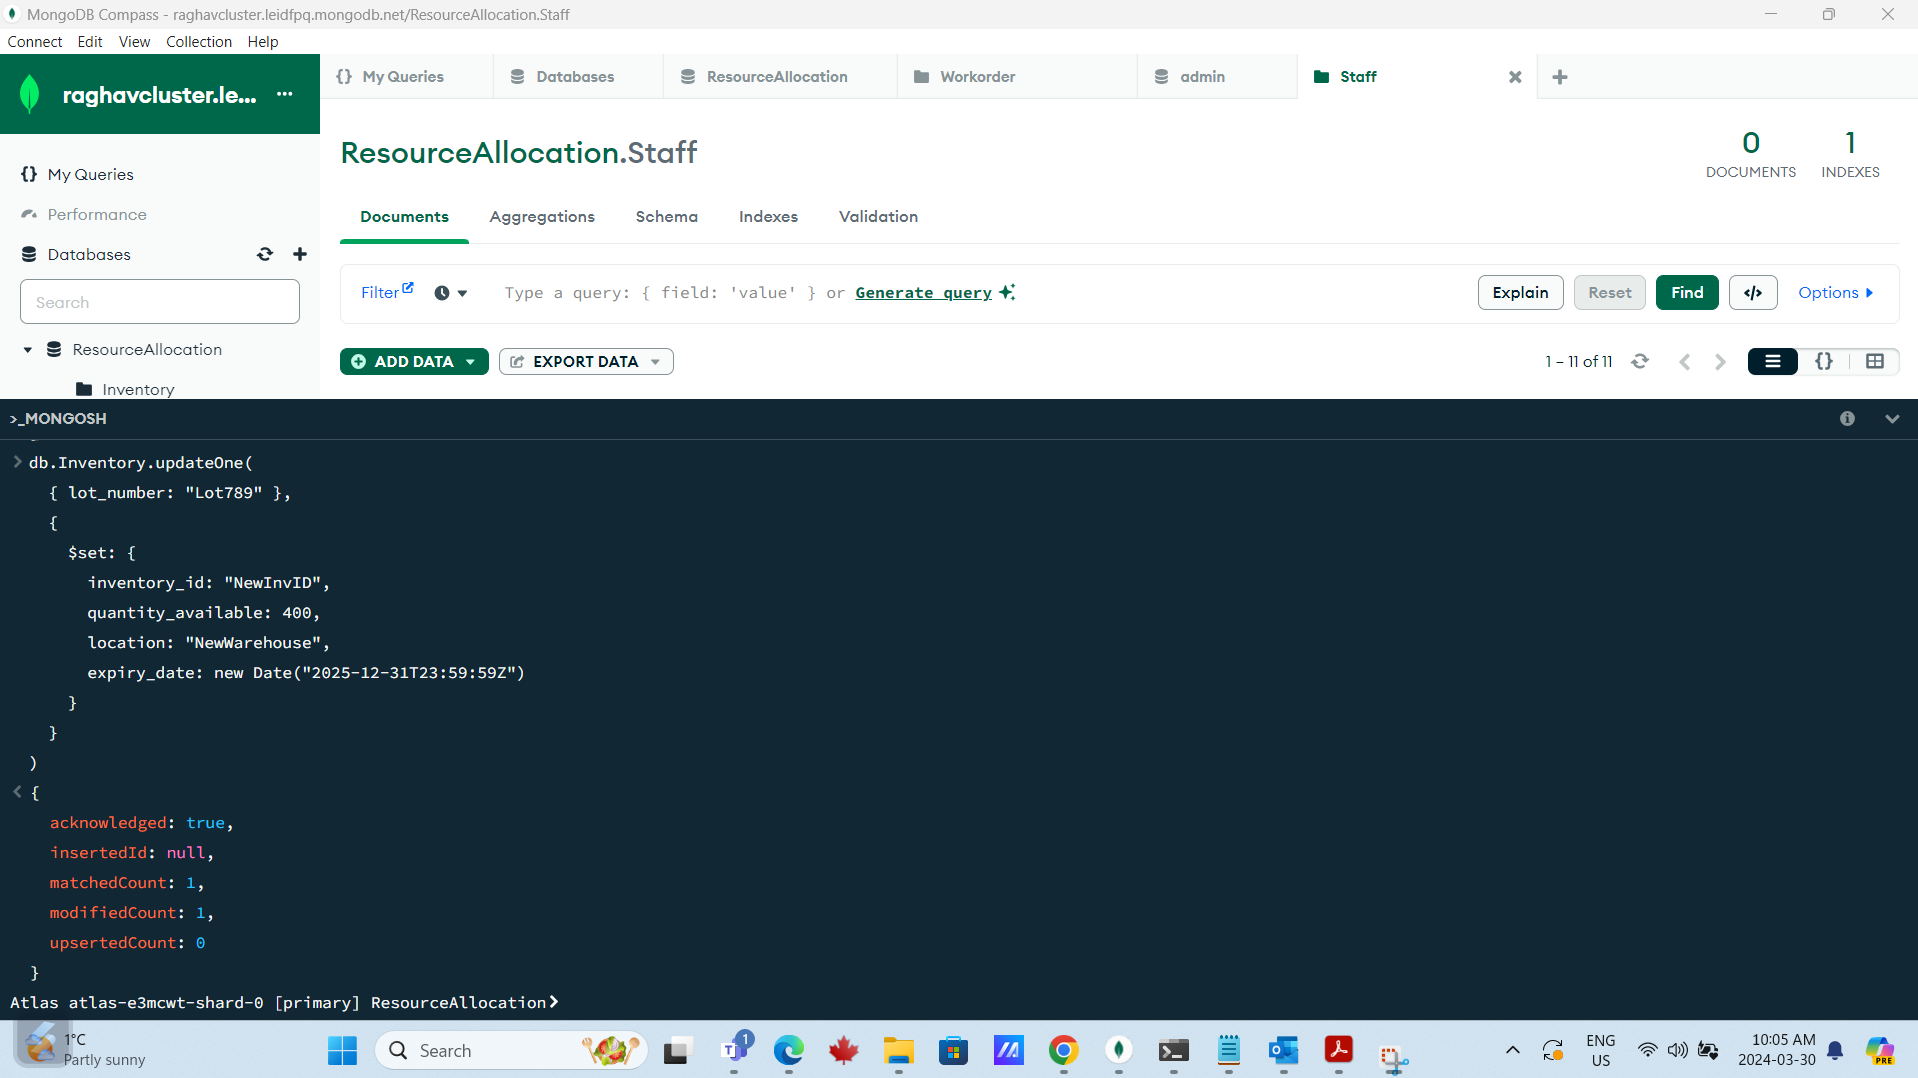 MongoDB Compass - raghavcluster.leidfpq.mongodb.net/ResourceAllocation.Staff
Connect Edit View Collection Help
raghavcluster.le... ...
{} My Queries
Databases
ResourceAllocation
Workorder
admin
Staff
ResourceAllocation.Staff
0
DOCUMENTS
1
INDEXES
{} My Queries
Performance
Databases
Search
ResourceAllocation
Inventory
Documents Aggregations Schema Indexes Validation
Filter
Type a query: { field: 'value' } or Generate query
Explain Reset Find </> Options
ADD DATA EXPORT DATA
1 – 11 of 11
{}
>_MONGOSH
> db.Inventory.updateOne(
{ lot_number: "Lot789" },
{
$set: {
inventory_id: "NewInvID",
quantity_available: 400,
location: "NewWarehouse",
expiry_date: new Date("2025-12-31T23:59:59Z")
}
}
)
< {
acknowledged: true,
insertedId: null,
matchedCount: 1,
modifiedCount: 1,
upsertedCount: 0
}
Atlas atlas-e3mcwt-shard-0 [primary] ResourceAllocation>
1°C
Partly sunny
Search
1
PRE
ENG
US
10:05 AM
2024-03-30